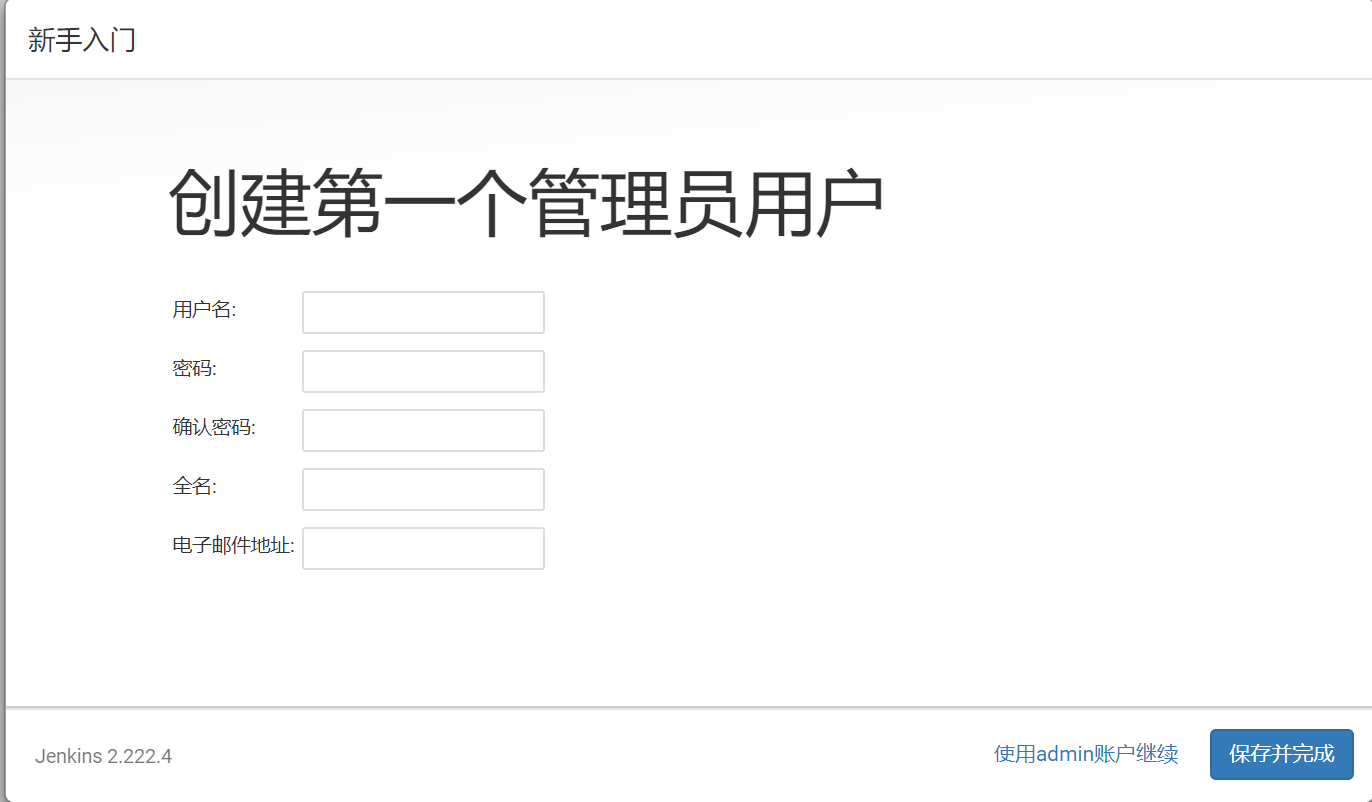 新手入门
创建第一个管理员用户
用户名:
密码:
确认密码:
全名:
电子邮件地址:
Jenkins 2.222.4
使用admin账户继续
保存并完成